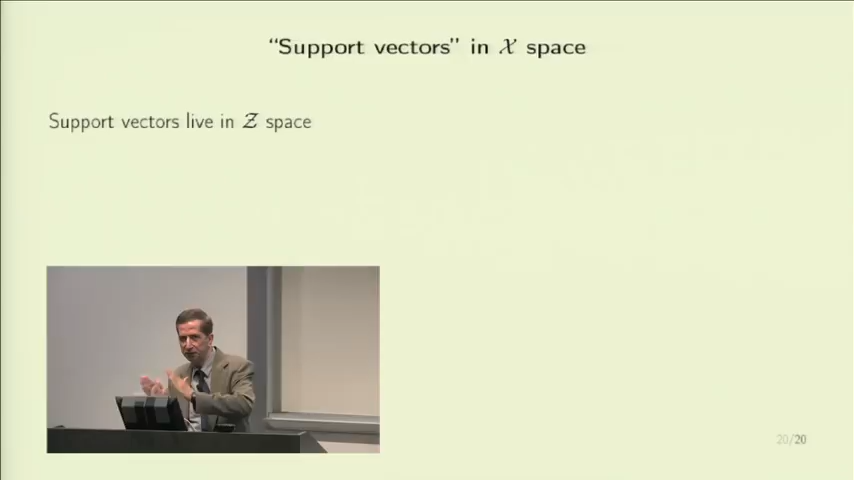 “Support vectors” in 𝒳 space
Support vectors live in 𝒵 space
20/20